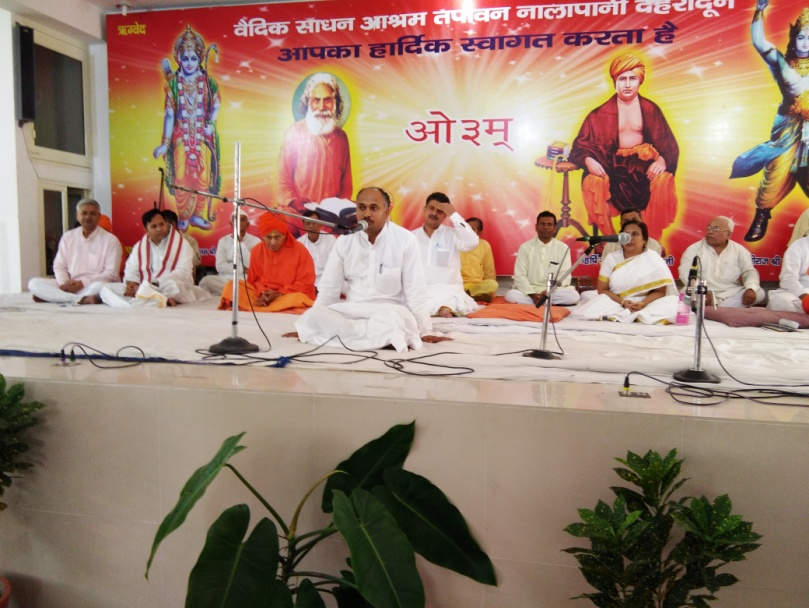 ऋग्वेद
वैदिक साधन आश्रम तपोवन नालापानी देहरादून
आपका हार्दिक स्वागत करता है
ओ३म्